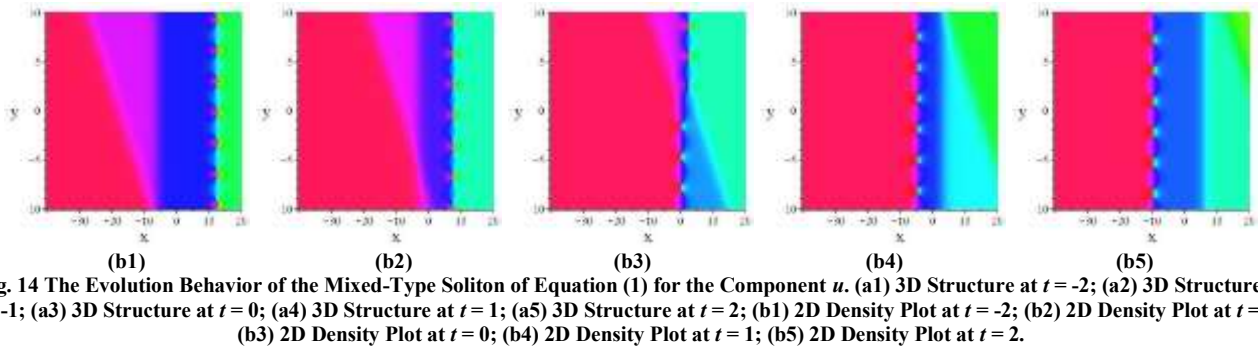 (b1) (b2) (b3) (b4) (b5)
g. 14 The Evolution Behavior of the Mixed-Type Soliton of Equation (1) for the Component u. (a1) 3D Structure at t = -2; (a2) 3D Structure
-1; (a3) 3D Structure at t = 0; (a4) 3D Structure at t = 1; (a5) 3D Structure at t = 2; (b1) 2D Density Plot at t = -2; (b2) 2D Density Plot at t =
(b3) 2D Density Plot at t = 0; (b4) 2D Density Plot at t = 1; (b5) 2D Density Plot at t = 2.